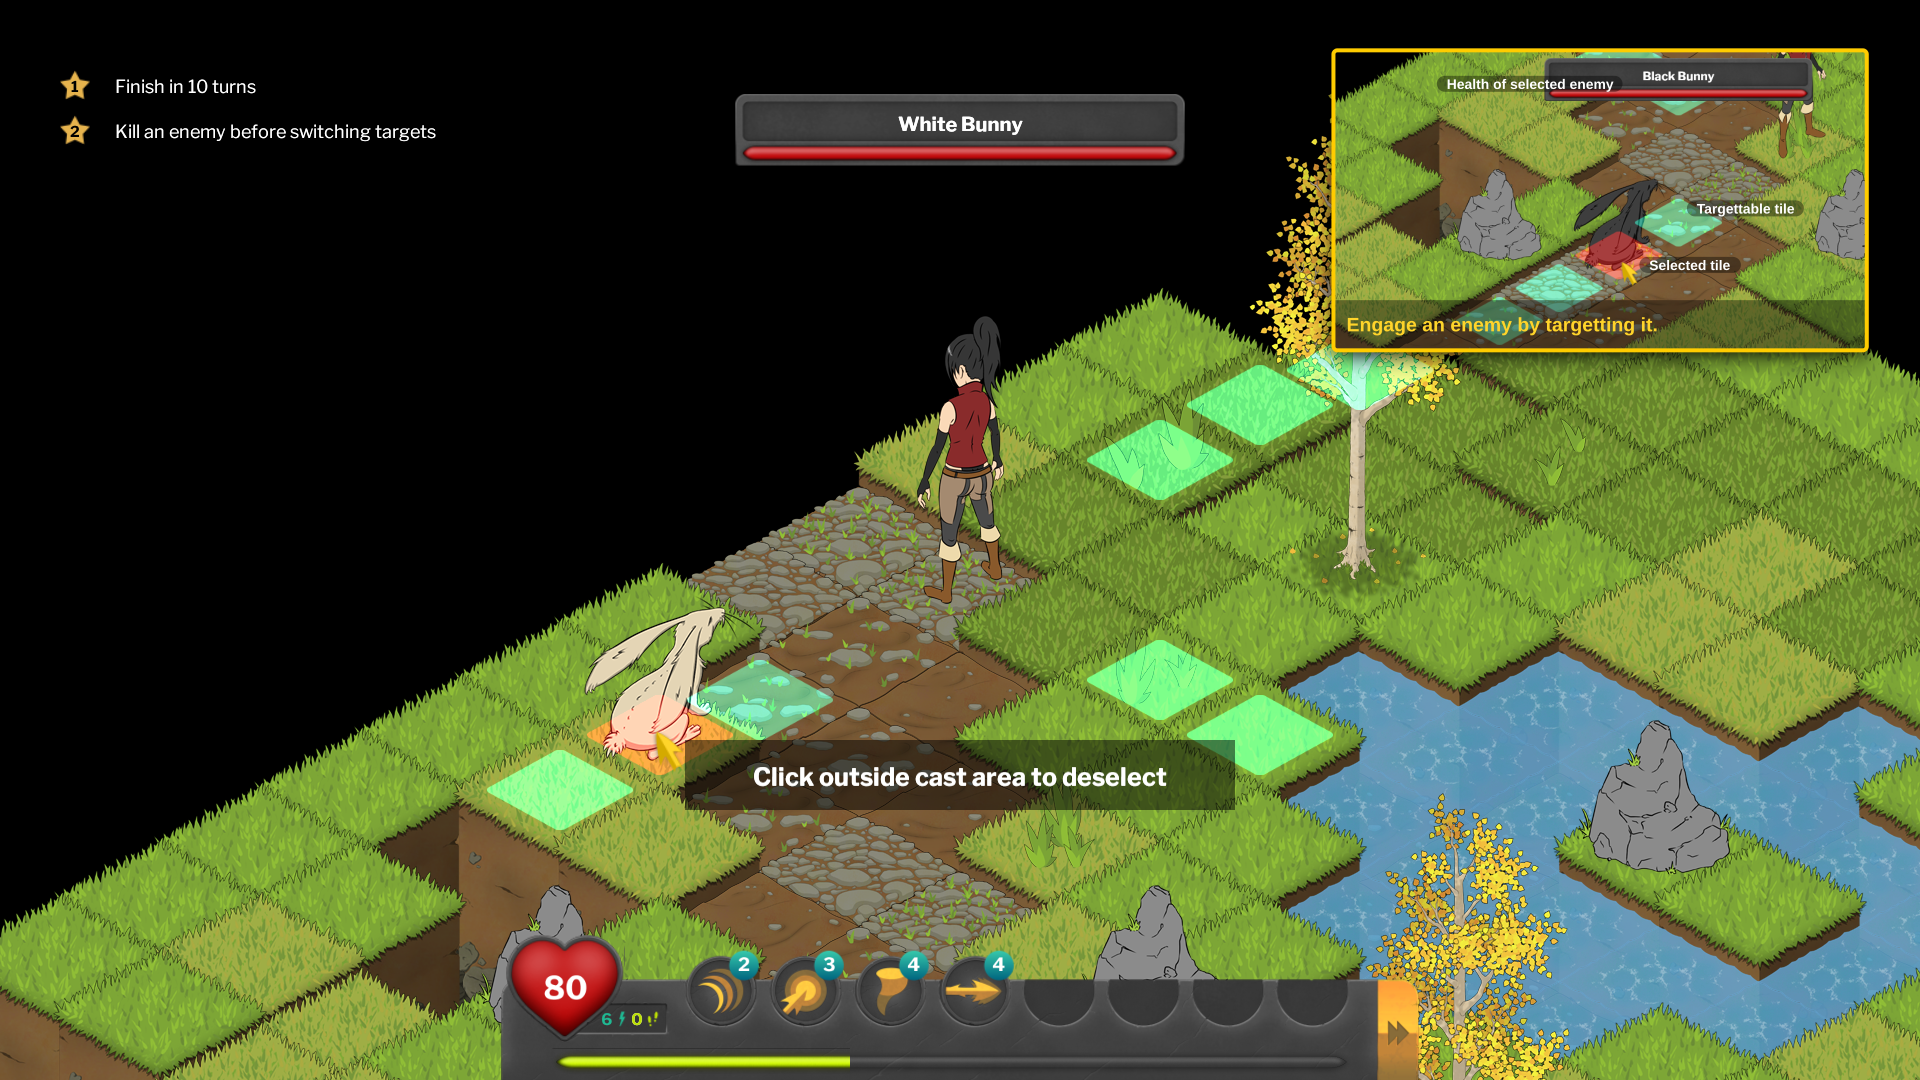 1 Finish in 10 turns
2 Kill an enemy before switching targets
White Bunny
Health of selected enemy
Black Bunny
Targettable tile
Selected tile
Engage an enemy by targetting it.
Click outside cast area to deselect
80
6 0
2
3
4
4